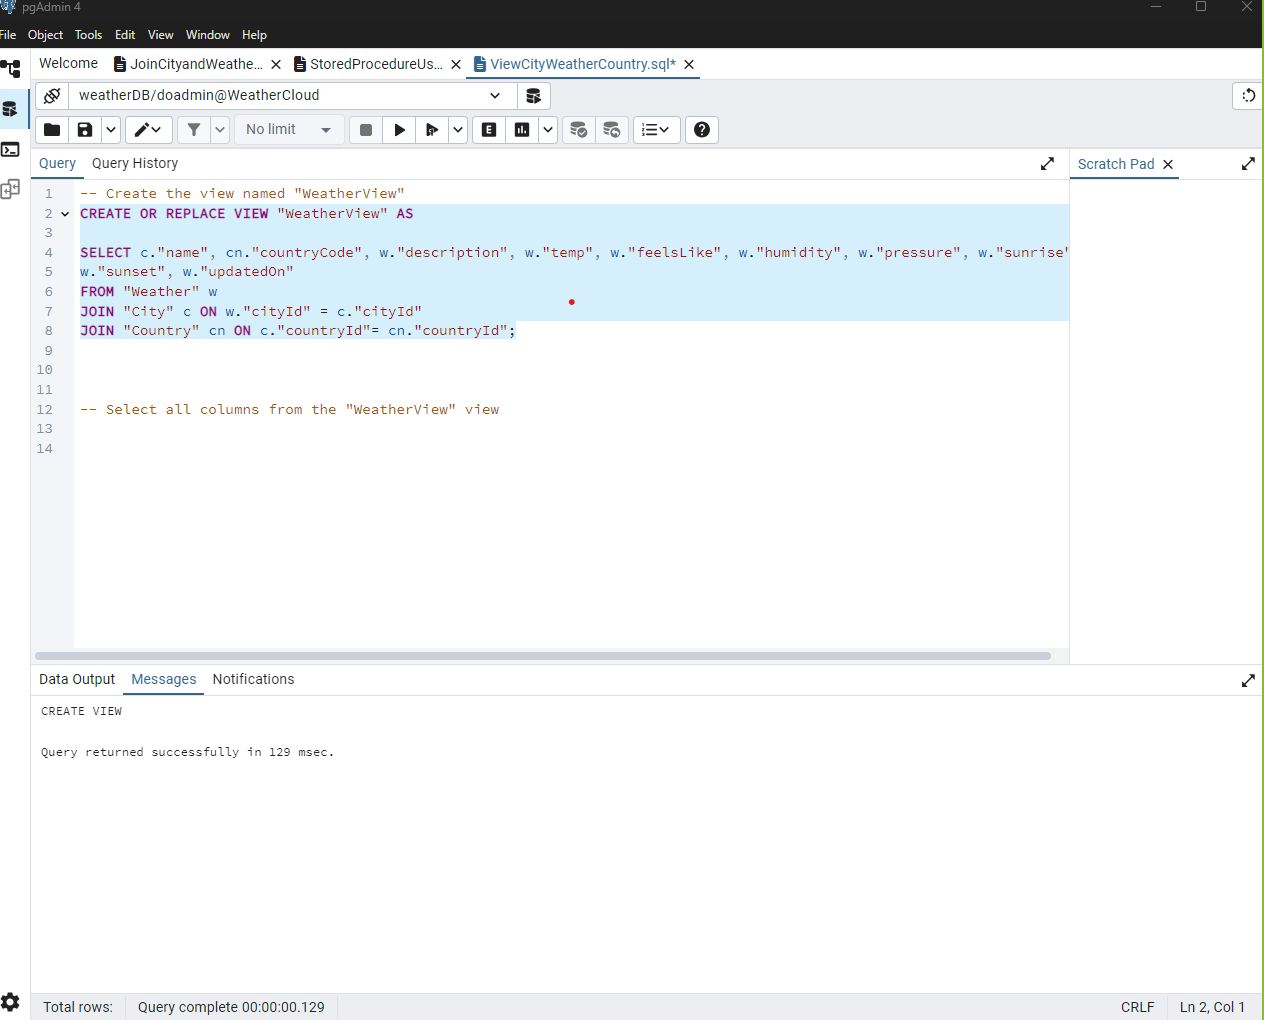 pgAdmin 4
File Object Tools Edit View Window Help
Welcome JoinCityandWeathe... StoredProcedureUs... ViewCityWeatherCountry.sql*
weatherDB/doadmin@WeatherCloud
No limit E
Query Query History Scratch Pad
1 -- Create the view named "WeatherView"
2 CREATE OR REPLACE VIEW "WeatherView" AS
3
4 SELECT c."name", cn."countryCode", w."description", w."temp", w."feelsLike", w."humidity", w."pressure", w."sunrise"
5 w."sunset", w."updatedOn"
6 FROM "Weather" w
7 JOIN "City" c ON w."cityId" = c."cityId"
8 JOIN "Country" cn ON c."countryId"= cn."countryId";
9
10
11
12 -- Select all columns from the "WeatherView" view
13
14
Data Output Messages Notifications
CREATE VIEW
Query returned successfully in 129 msec.
Total rows: Query complete 00:00:00.129 CRLF Ln 2, Col 1